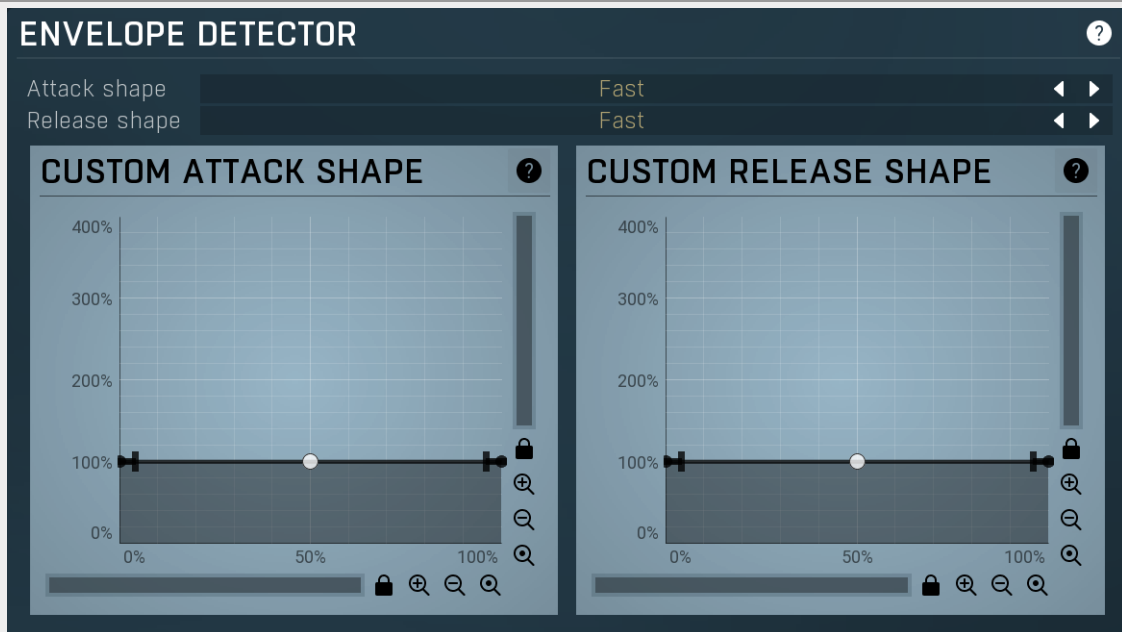 ENVELOPE DETECTOR ?
Attack shape Fast
Release shape Fast
CUSTOM ATTACK SHAPE ?
400%
300%
200%
100%
0%
0% 50% 100%
CUSTOM RELEASE SHAPE ?
400%
300%
200%
100%
0%
0% 50% 100%